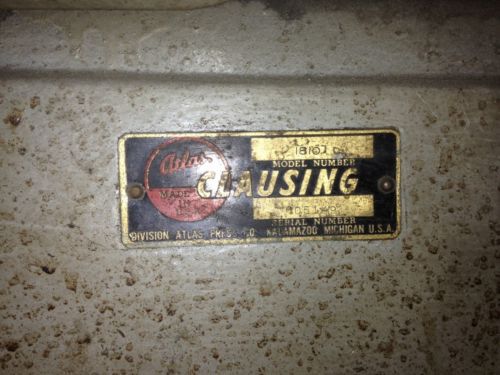 Atlas
MADE
IN
MODEL NUMBER
CLAUSING
SERIAL NUMBER
DIVISION ATLAS PRESS CO. KALAMAZOO MICHIGAN U.S.A.